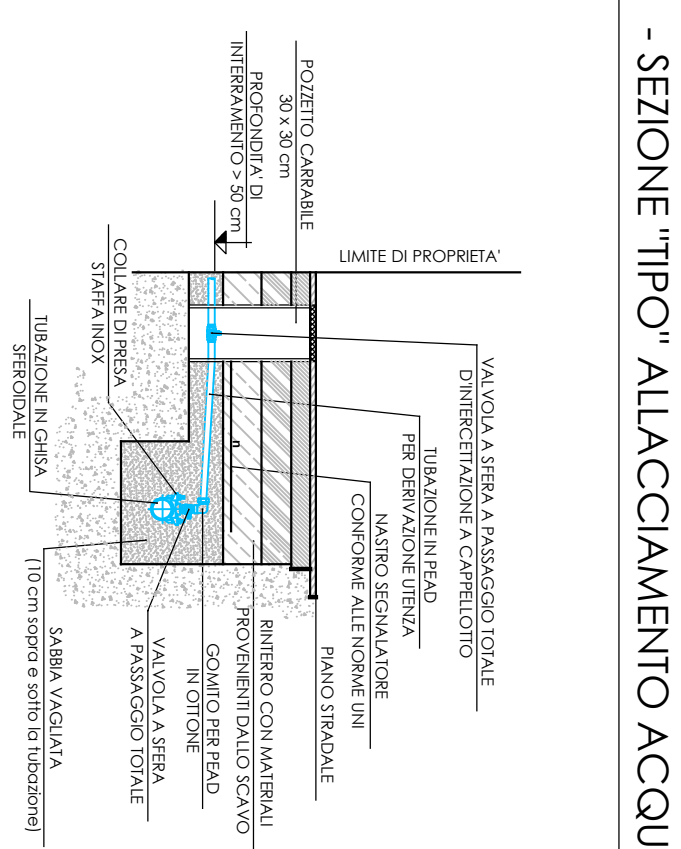 - SEZIONE "TIPO" ALLACCIAMENTO ACQU
LIMITE DI PROPRIETA'
POZZETTO CARRABILE
30 x 30 cm
PROFONDITA' DI
INTERRAMENTO > 50 cm
COLLARE DI PRESA
STAFFA INOX
TUBAZIONE IN GHISA
SFEROIDALE
VALVOLA A SFERA A PASSAGGIO TOTALE
D'INTERCETTAZIONE A CAPPELLOTTO
TUBAZIONE IN PEAD
PER DERIVAZIONE UTENZA
NASTRO SEGNALATORE
CONFORME ALLE NORME UNI
PIANO STRADALE
RINTERRO CON MATERIALI
PROVENIENTI DALLO SCAVO
GOMITO PER PEAD
IN OTTONE
VALVOLA A SFERA
A PASSAGGIO TOTALE
SABBIA VAGLIATA
(10 cm sopra e sotto la tubazione)